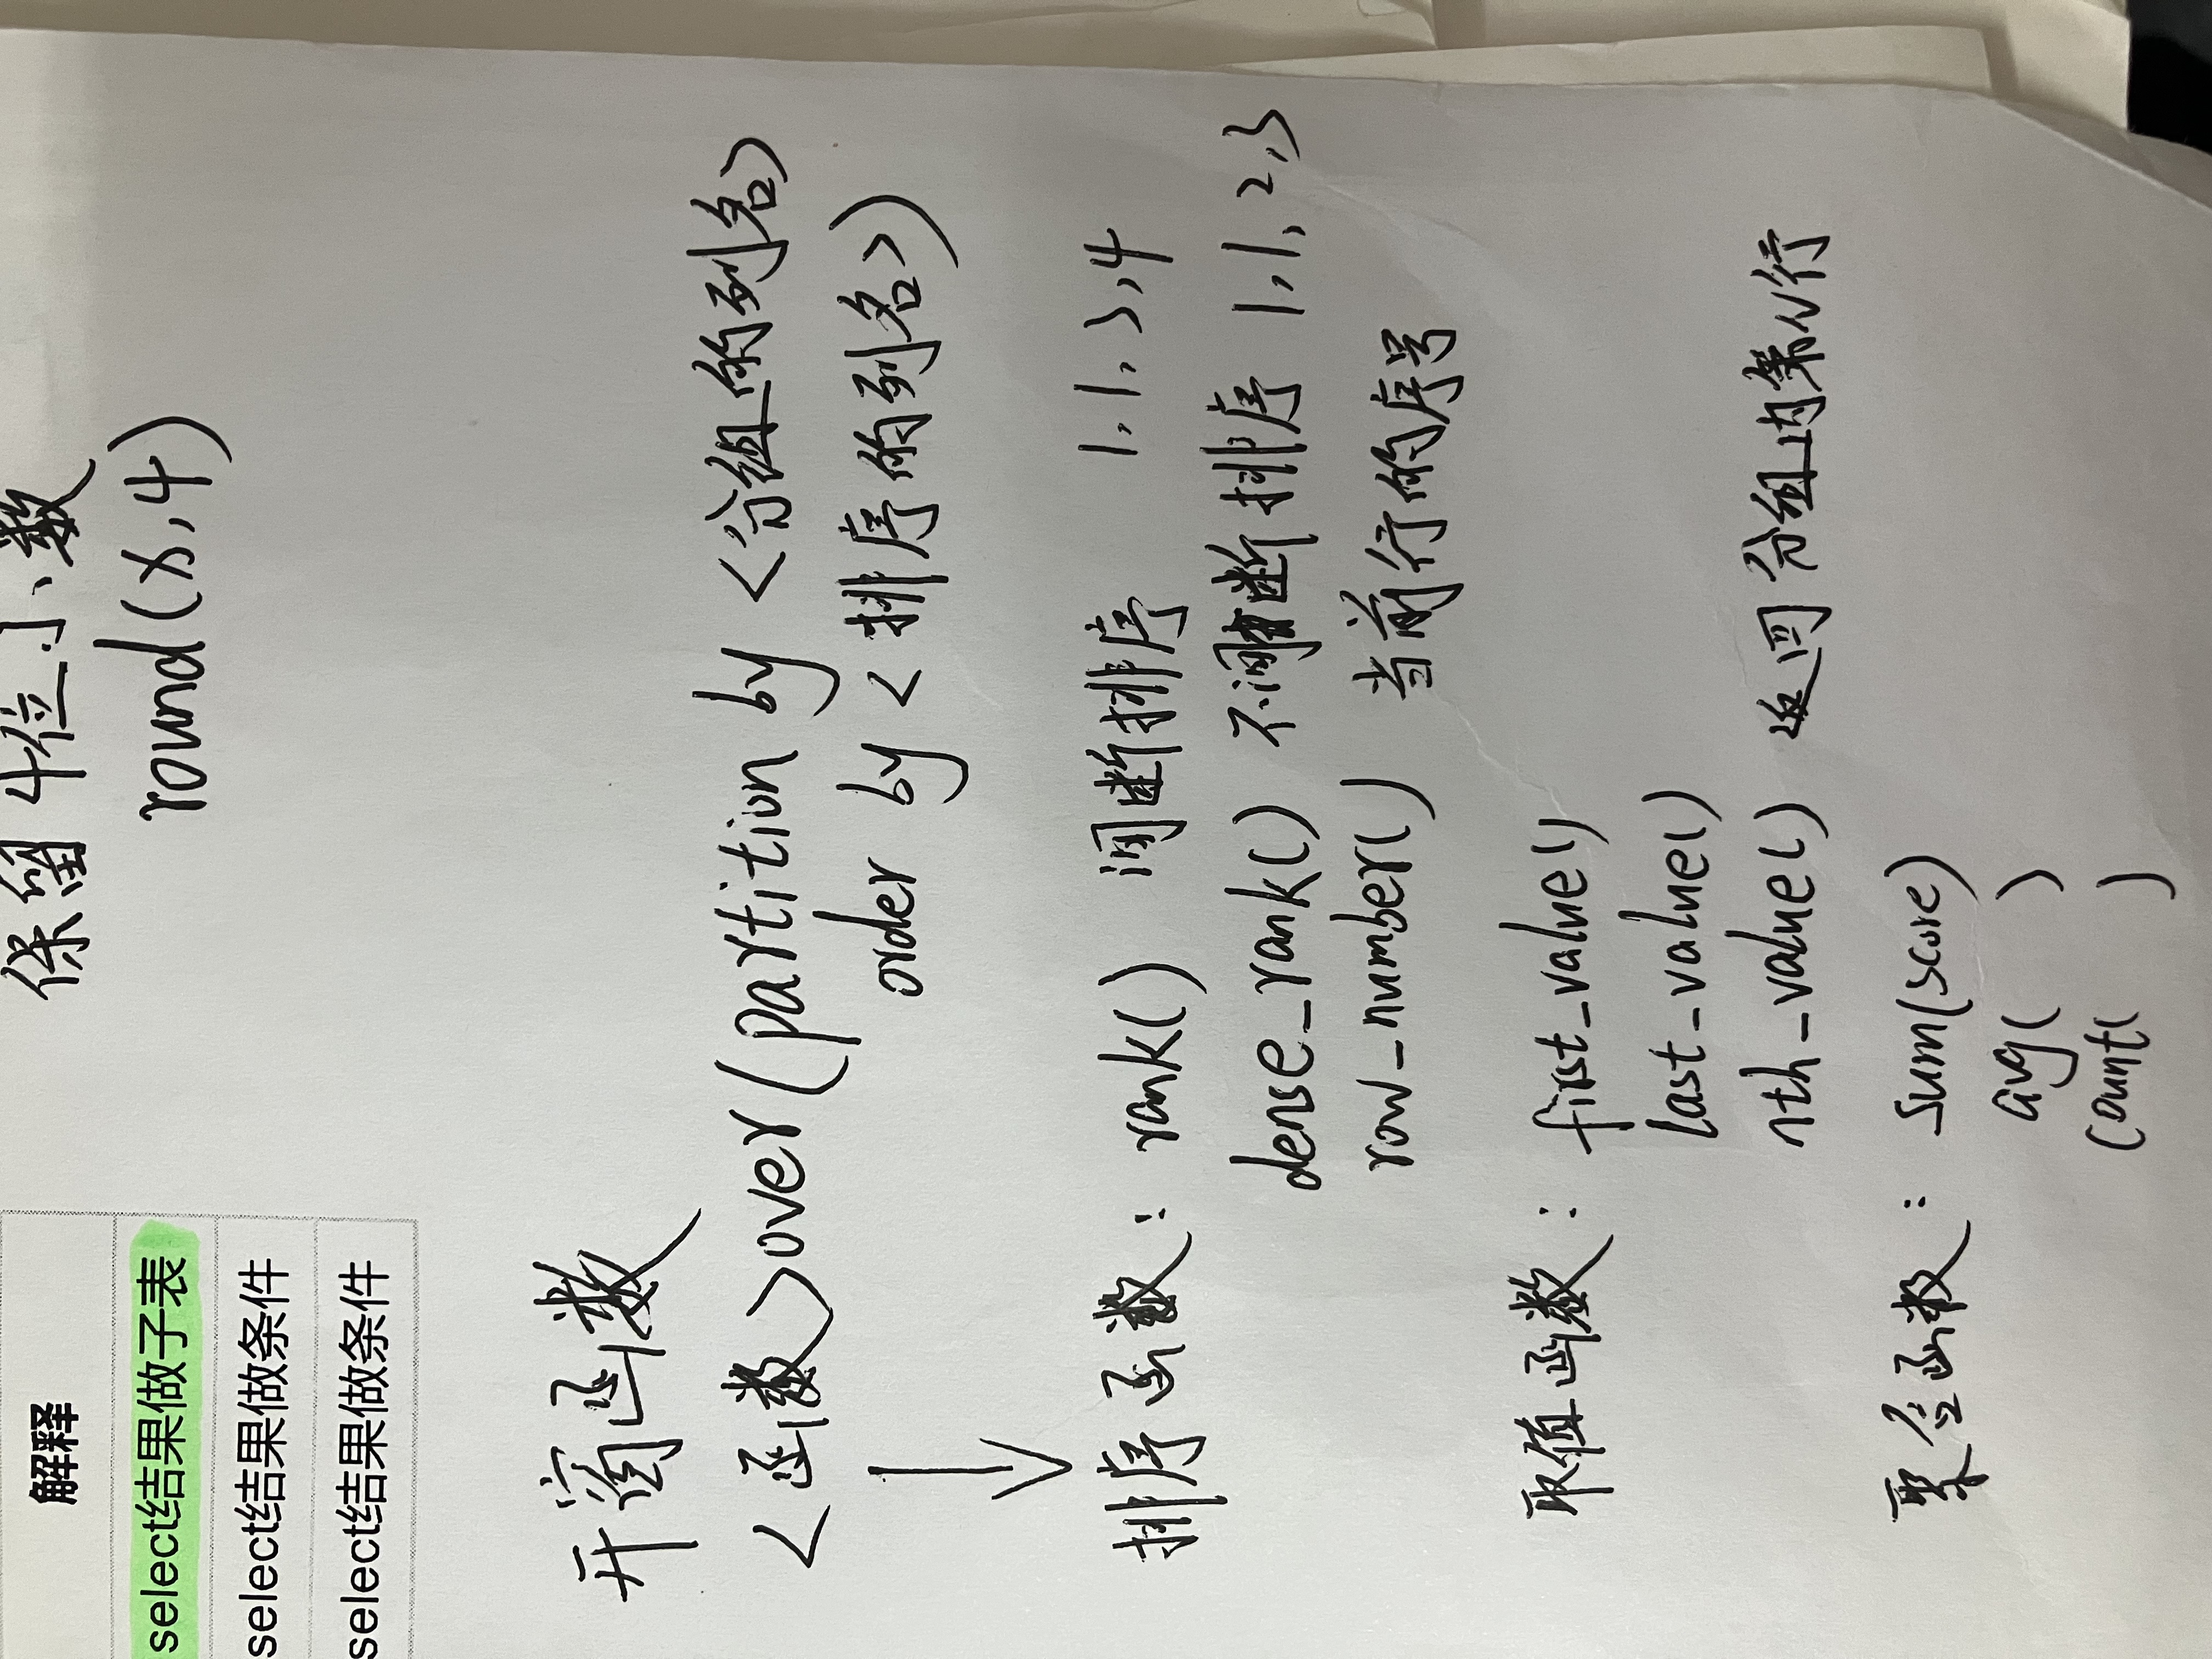 解释
select结果做子表
select结果做条件
select结果做条件
保留4位小数
round(x,4)
开窗函数
<函数>over(partition by <分组的列名>
order by <排序的列名>)
排序函数: rank() 间断排序 1,1,3,4
dense_rank() 不间断排序 1,1,2,3
row_number() 当前行的序号
取值函数: first_value()
last_value()
nth_value() 返回分组内第N行
聚合函数: sum(score)
avg( )
count( )